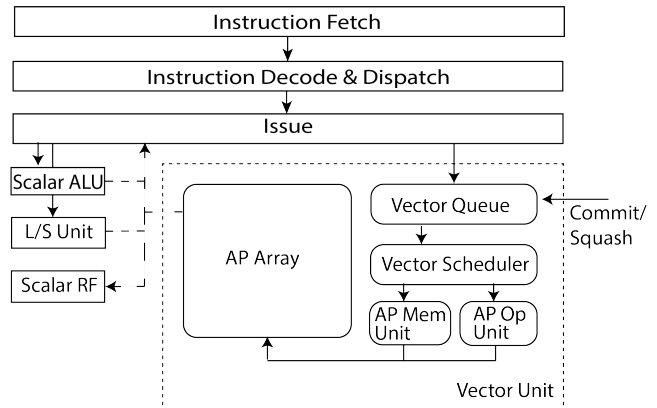 Instruction Fetch
Instruction Decode & Dispatch
Issue
Scalar ALU
L/S Unit
Scalar RF
AP Array
Vector Queue
Commit/
Squash
Vector Scheduler
AP Mem
Unit
AP Op
Unit
Vector Unit